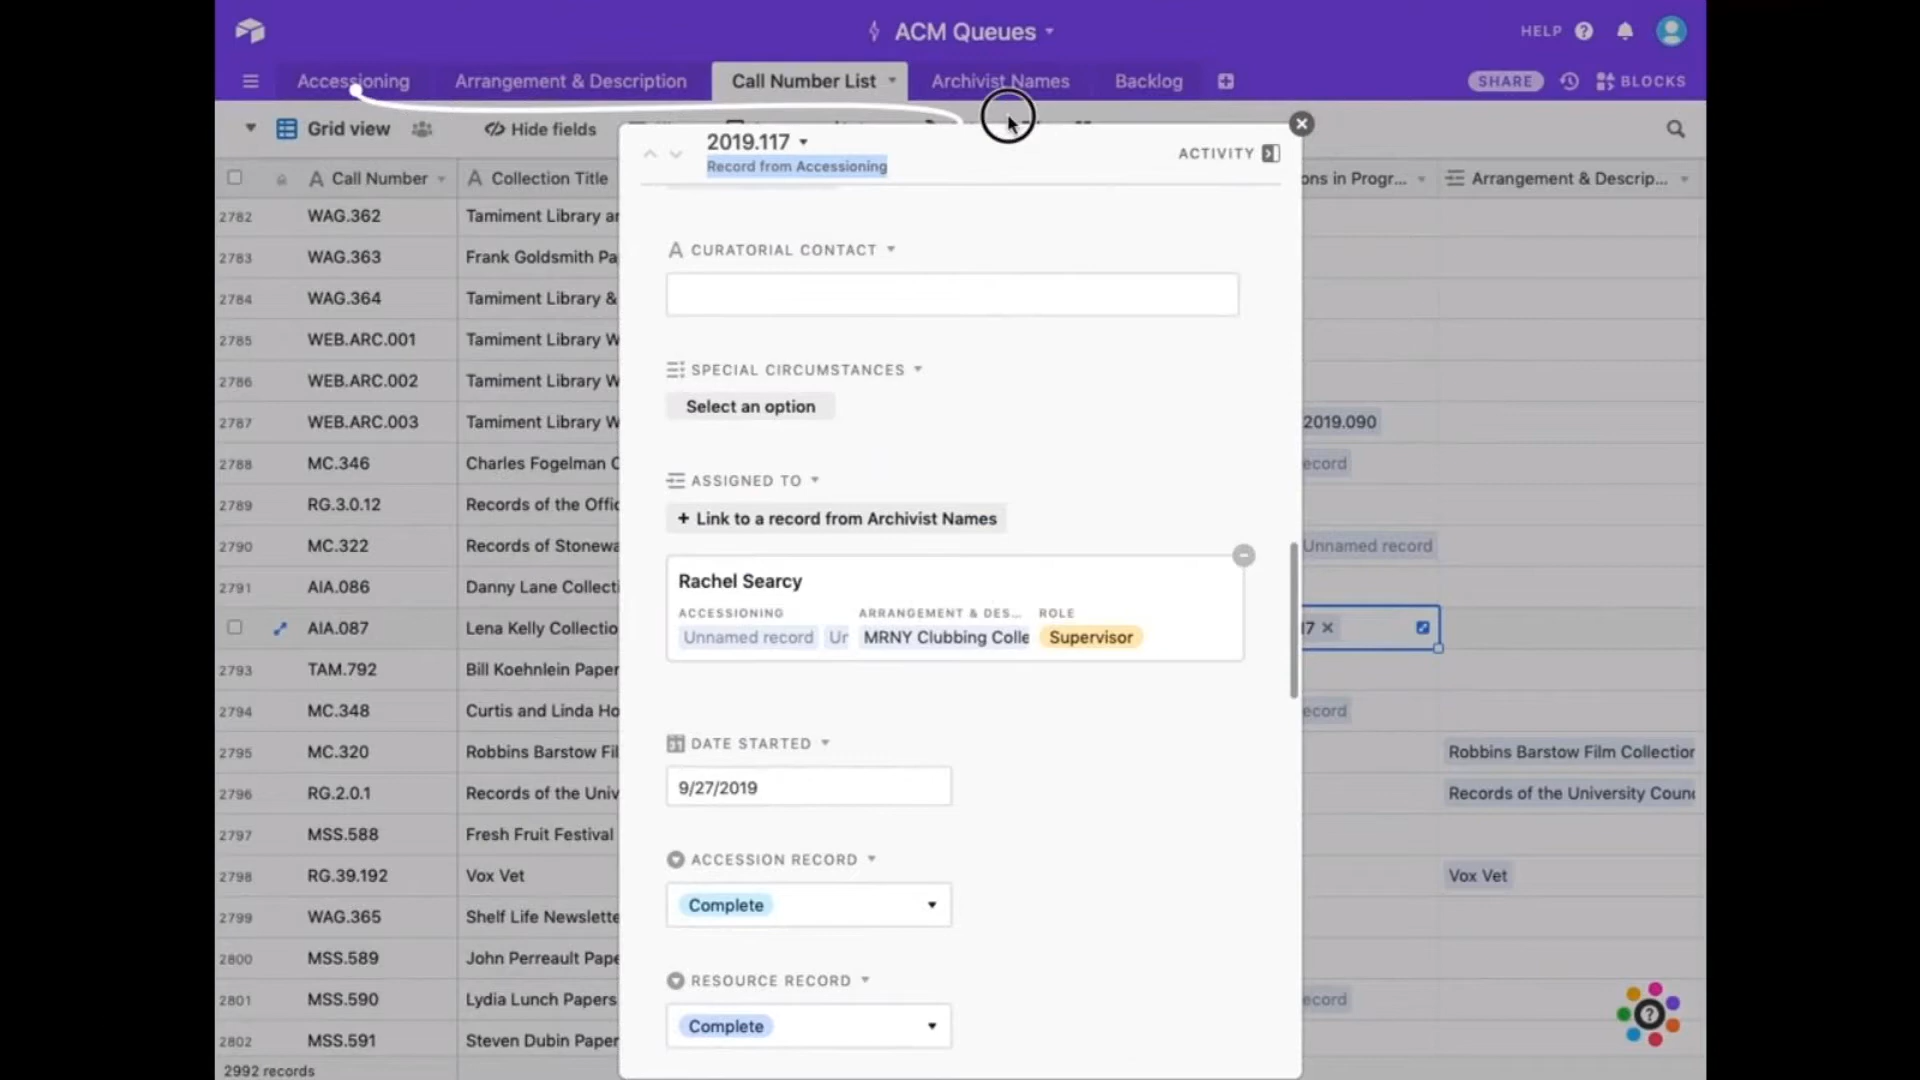 ACM Queues
HELP
Accessioning
Arrangement & Description
Call Number List
Archivist Names
Backlog
SHARE
BLOCKS
Grid view
Hide fields
2019.117
Record from Accessioning
ACTIVITY
Call Number
Collection Title
ons in Progr...
Arrangement & Descrip...
2782 WAG.362 Tamiment Library ar
2783 WAG.363 Frank Goldsmith Pa
2784 WAG.364 Tamiment Library &
2785 WEB.ARC.001 Tamiment Library W
2786 WEB.ARC.002 Tamiment Library W
2787 WEB.ARC.003 Tamiment Library W 2019.090
2788 MC.346 Charles Fogelman C ecord
2789 RG.3.0.12 Records of the Offic
2790 MC.322 Records of Stonewa Unnamed record
2791 AIA.086 Danny Lane Collecti
AIA.087 Lena Kelly Collectio 17
2793 TAM.792 Bill Koehnlein Paper
2794 MC.348 Curtis and Linda Ho ecord
2795 MC.320 Robbins Barstow Fil Robbins Barstow Film Collection
2796 RG.2.0.1 Records of the Univ Records of the University Counc
2797 MSS.588 Fresh Fruit Festival
2798 RG.39.192 Vox Vet Vox Vet
2799 WAG.365 Shelf Life Newslette
2800 MSS.589 John Perreault Pape
2801 MSS.590 Lydia Lunch Papers ecord
2802 MSS.591 Steven Dubin Paper
2992 records
CURATORIAL CONTACT
SPECIAL CIRCUMSTANCES
Select an option
ASSIGNED TO
+ Link to a record from Archivist Names
Rachel Searcy
ACCESSIONING ARRANGEMENT & DES... ROLE
Unnamed record Ur MRNY Clubbing Colle Supervisor
DATE STARTED
9/27/2019
ACCESSION RECORD
Complete
RESOURCE RECORD
Complete